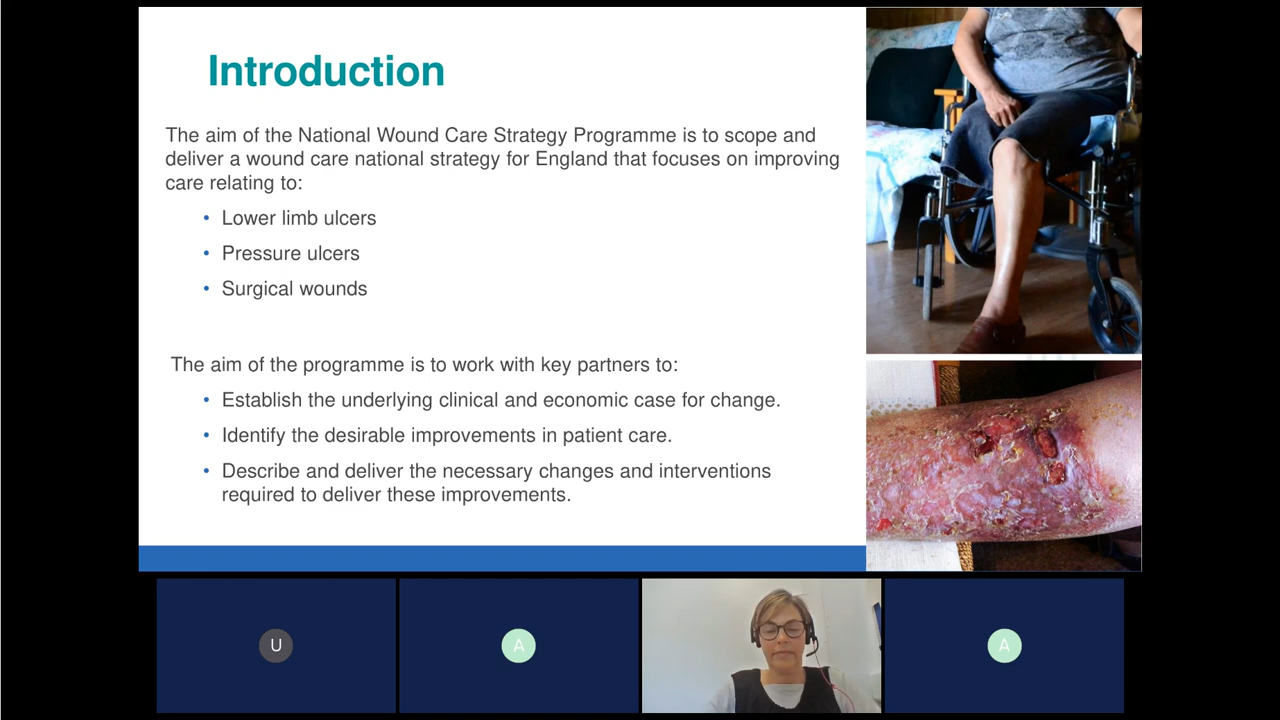 Introduction
The aim of the National Wound Care Strategy Programme is to scope and
deliver a wound care national strategy for England that focuses on improving
care relating to:
• Lower limb ulcers
• Pressure ulcers
• Surgical wounds
The aim of the programme is to work with key partners to:
• Establish the underlying clinical and economic case for change.
• Identify the desirable improvements in patient care.
• Describe and deliver the necessary changes and interventions
required to deliver these improvements.
U
A
A